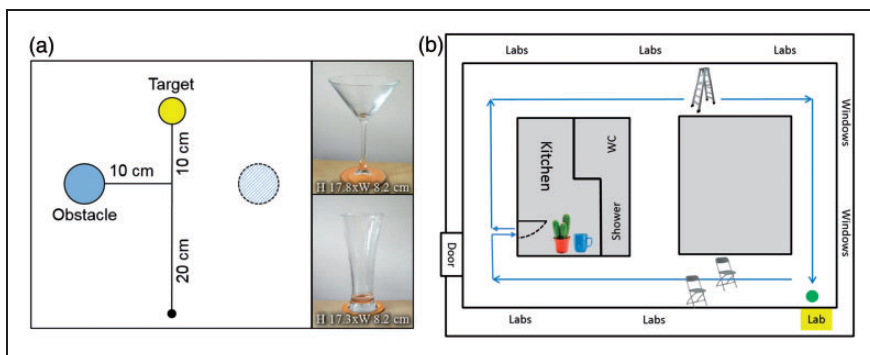 (a)
Target
10 cm
10 cm
Obstacle
20 cm
H 17.8xW 8.2 cm
H 17.3xW 8.2 cm
(b)
Labs Labs Labs
Windows
Kitchen
WC
Shower
Windows
Door
Labs Labs Lab